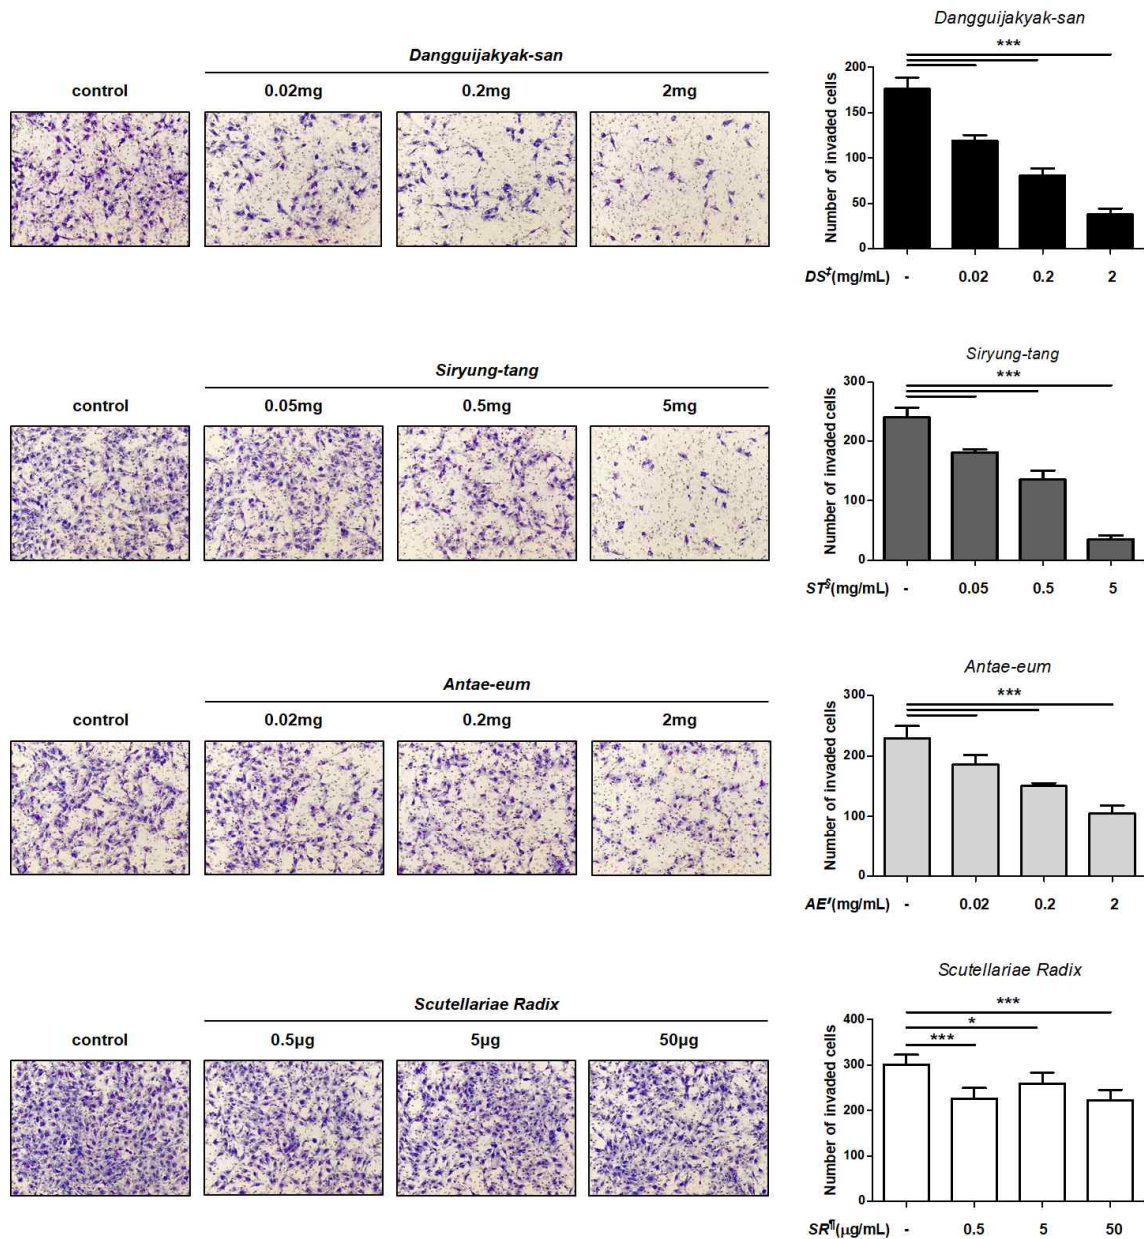 Dangguijakyak-san
control 0.02mg 0.2mg 2mg
Dangguijakyak-san
***
Number of invaded cells
200
150
100
50
0
DS‡(mg/mL) - 0.02 0.2 2
Siryung-tang
control 0.05mg 0.5mg 5mg
Siryung-tang
***
Number of invaded cells
300
200
100
0
ST§(mg/mL) - 0.05 0.5 5
Antae-eum
control 0.02mg 0.2mg 2mg
Antae-eum
***
Number of invaded cells
300
200
100
0
AE(mg/mL) - 0.02 0.2 2
Scutellariae Radix
control 0.5μg 5μg 50μg
Scutellariae Radix
***
*
***
Number of invaded cells
400
300
200
100
0
SR¶(μg/mL) - 0.5 5 50